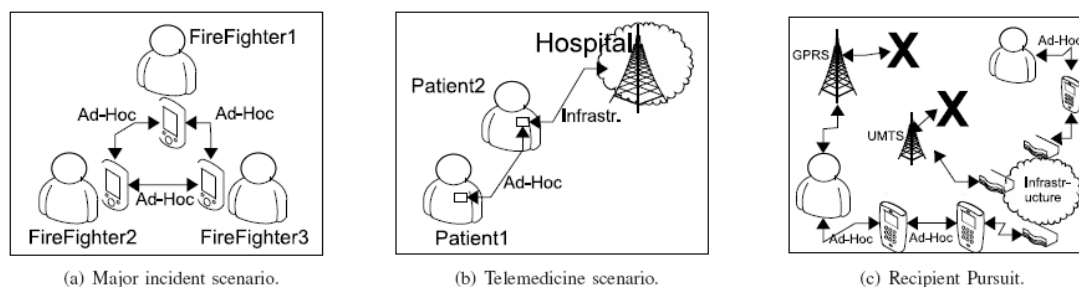 FireFighter1
Ad-Hoc
Ad-Hoc
Ad-Hoc
FireFighter2
FireFighter3
(a) Major incident scenario.
Hospital
Patient2
Infrastr.
Ad-Hoc
Patient1
(b) Telemedicine scenario.
GPRS
X
Ad-Hoc
UMTS
X
Infrastr-
ucture
Ad-Hoc
Ad-Hoc
(c) Recipient Pursuit.